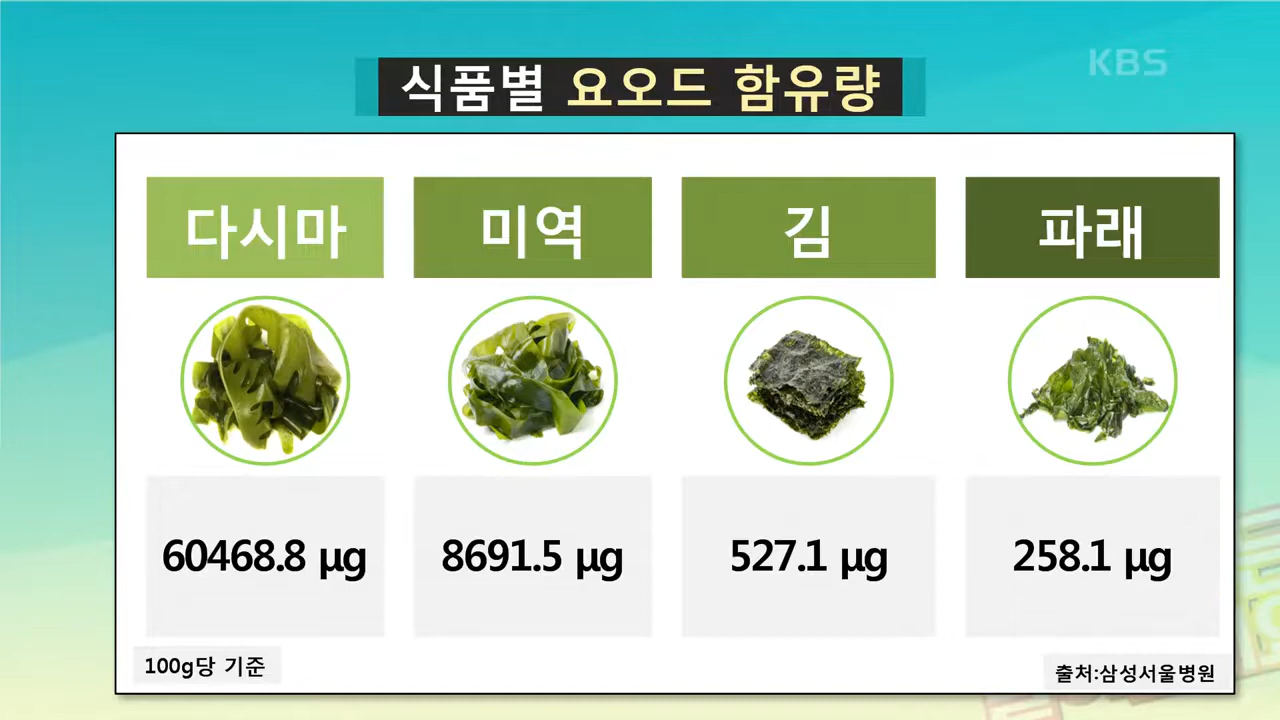 KBS
식품별 요오드 함유량
다시마 미역 김 파래
60468.8 μg 8691.5 μg 527.1 μg 258.1 μg
100g당 기준
출처:삼성서울병원